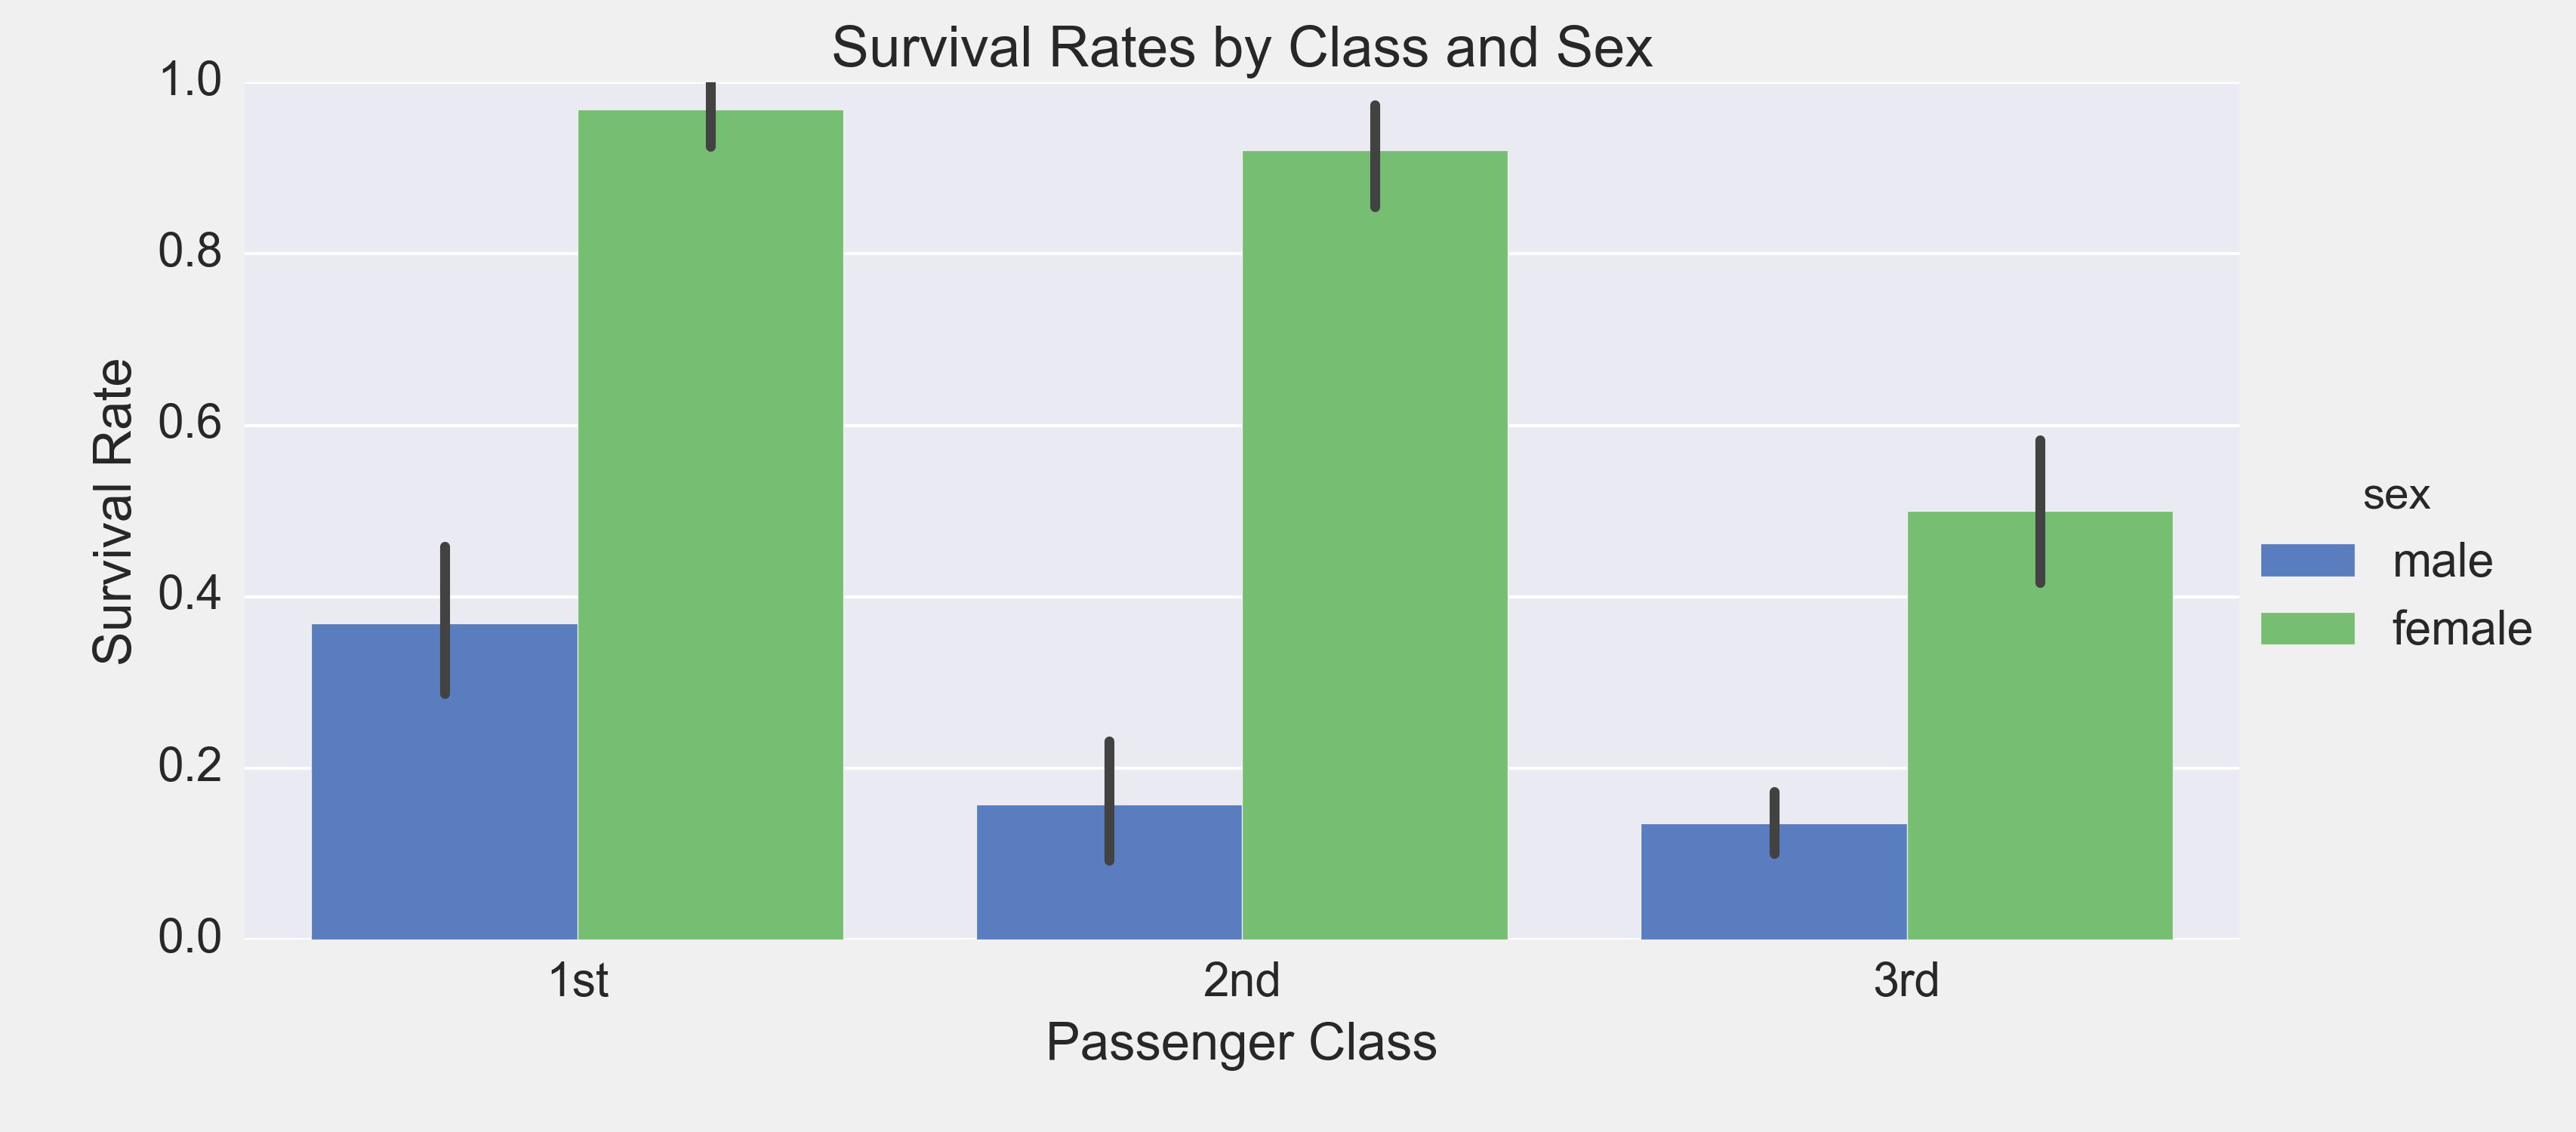 Survival Rates by Class and Sex
1.0
0.8
0.6
0.4
0.2
0.0
Survival Rate
1st 2nd 3rd
Passenger Class
sex
male
female